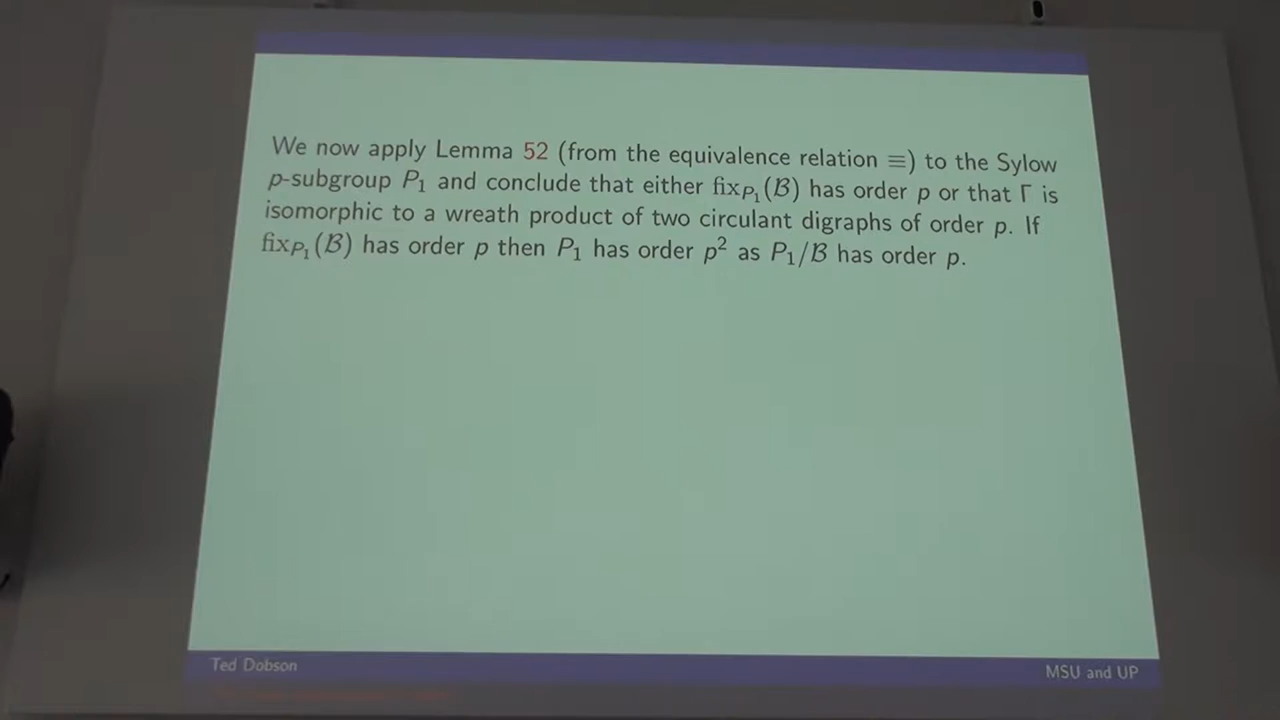 We now apply Lemma 52 (from the equivalence relation ≡) to the Sylow
p-subgroup P₁ and conclude that either fix_{P₁}(ℬ) has order p or that Γ is
isomorphic to a wreath product of two circulant digraphs of order p. If
fix_{P₁}(ℬ) has order p then P₁ has order p² as P₁/ℬ has order p.
Ted Dobson
MSU and UP